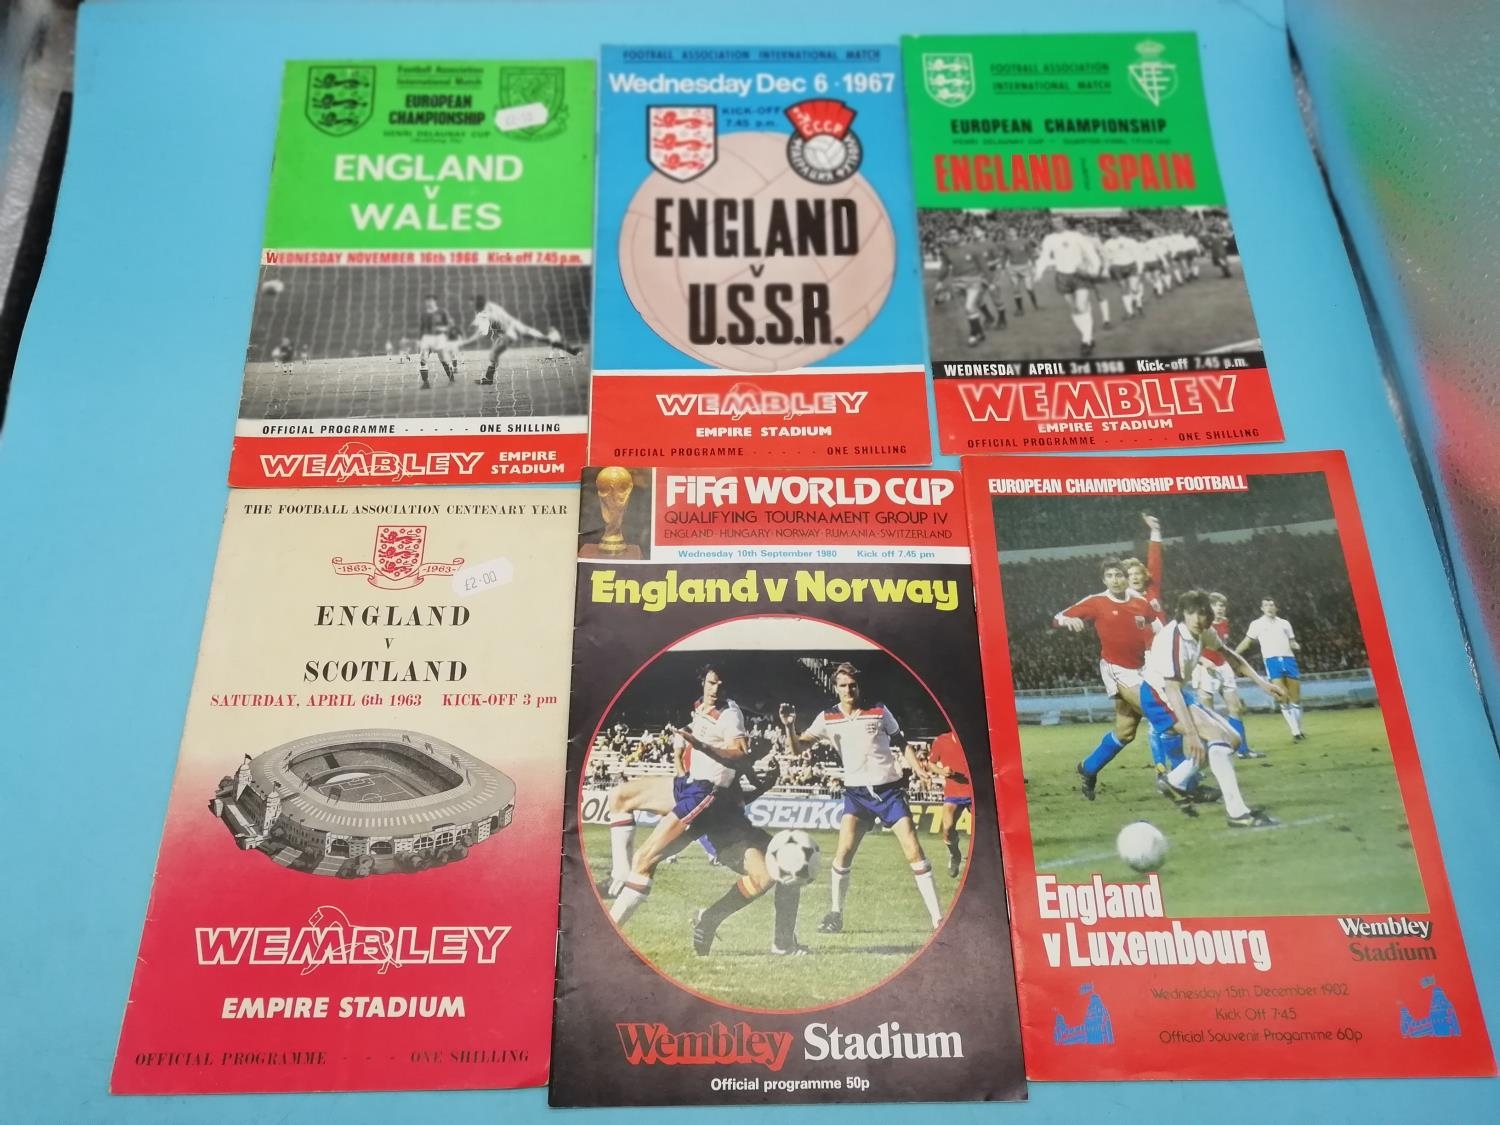 Football Association
International Match
EUROPEAN
CHAMPIONSHIP
HENRI DELAUNAY CUP
£2.50
ENGLAND
v
WALES
WEDNESDAY NOVEMBER 16th 1966 Kick-off 7.45 p.m.
OFFICIAL PROGRAMME - - - - - ONE SHILLING
WEMBLEY EMPIRE
STADIUM
FOOTBALL ASSOCIATION INTERNATIONAL MATCH
Wednesday Dec 6 · 1967
KICK-OFF
7.45 p.m.
CCCP
ENGLAND
v
U.S.S.R.
WEMBLEY
EMPIRE STADIUM
OFFICIAL PROGRAMME - - - - - ONE SHILLING
FOOTBALL ASSOCIATION
INTERNATIONAL MATCH
EUROPEAN CHAMPIONSHIP
HENRI DELAUNAY CUP - QUARTER-FINAL
ENGLAND SPAIN
WEDNESDAY APRIL 3rd 1968 Kick-off 7.45 p.m.
WEMBLEY
EMPIRE STADIUM
OFFICIAL PROGRAMME - - - - - ONE SHILLING
THE FOOTBALL ASSOCIATION CENTENARY YEAR
-1863- -1963-
£2.00
ENGLAND
v
SCOTLAND
SATURDAY, APRIL 6th 1963 KICK-OFF 3 pm
WEMBLEY
EMPIRE STADIUM
OFFICIAL PROGRAMME - - - ONE SHILLING
FIFA WORLD CUP
QUALIFYING TOURNAMENT GROUP IV
ENGLAND · HUNGARY · NORWAY · RUMANIA · SWITZERLAND
Wednesday 10th September 1980 Kick off 7.45 pm
England v Norway
SEIKO
Wembley Stadium
Official programme 50p
EUROPEAN CHAMPIONSHIP FOOTBALL
England
v Luxembourg
Wembley
Stadium
Wednesday 15th December 1982
Kick Off 7·45
Official Souvenir Progamme 60p